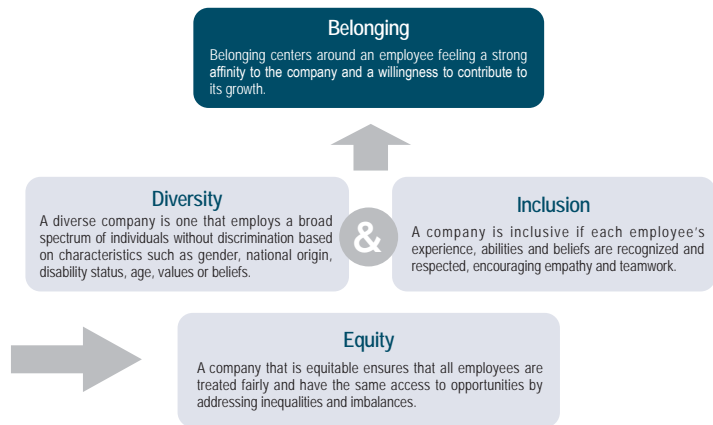 Belonging
Belonging centers around an employee feeling a strong
affinity to the company and a willingness to contribute to
its growth.
Diversity
A diverse company is one that employs a broad
spectrum of individuals without discrimination based
on characteristics such as gender, national origin,
disability status, age, values or beliefs.
&
Inclusion
A company is inclusive if each employee's
experience, abilities and beliefs are recognized and
respected, encouraging empathy and teamwork.
Equity
A company that is equitable ensures that all employees are
treated fairly and have the same access to opportunities by
addressing inequalities and imbalances.